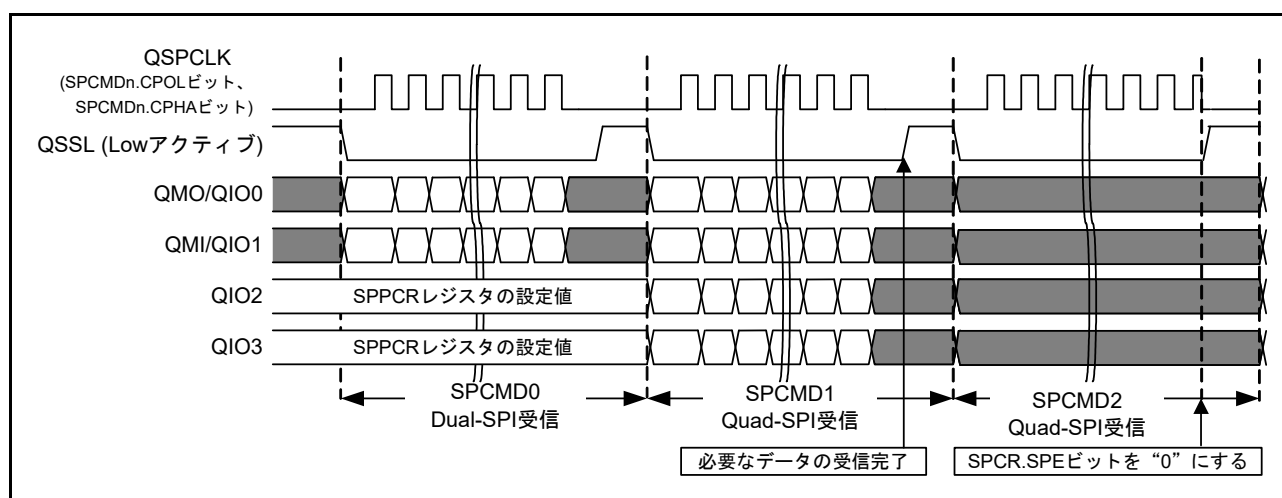 QSPCLK
(SPCMDn.CPOLビット、
SPCMDn.CPHAビット)
QSSL (Lowアクティブ)
QMO/QIO0
QMI/QIO1
QIO2
SPPCRレジスタの設定値
QIO3
SPPCRレジスタの設定値
SPCMD0
Dual-SPI受信
SPCMD1
Quad-SPI受信
SPCMD2
Quad-SPI受信
必要なデータの受信完了
SPCR.SPEビットを“0”にする